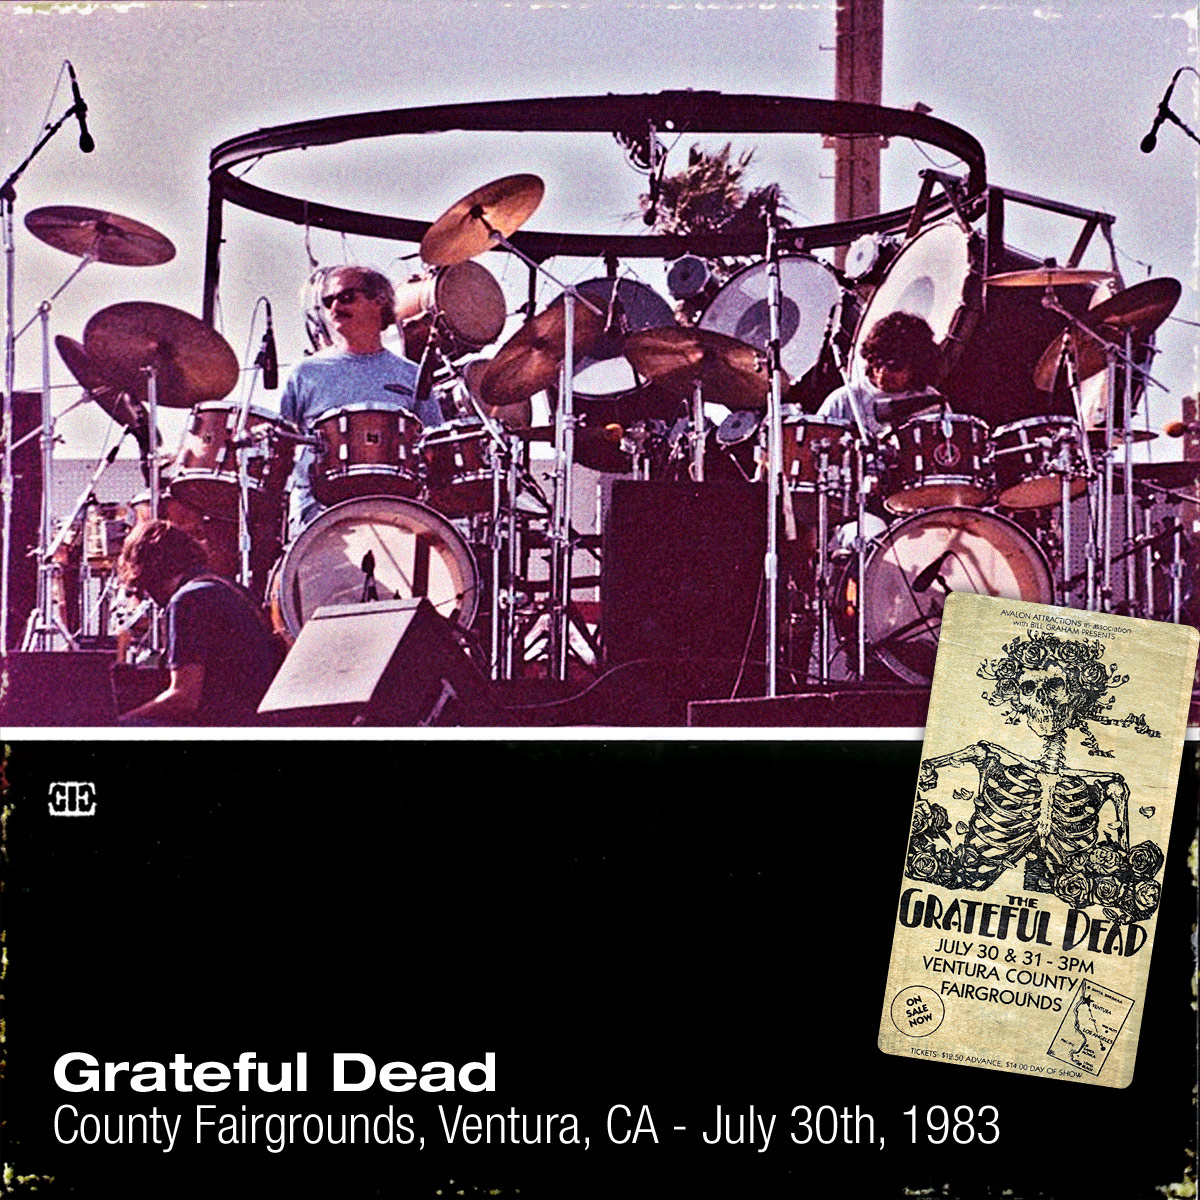 AVALON ATTRACTIONS in association
with BILL GRAHAM PRESENTS
THE
GRATEFUL DEAD
JULY 30 & 31 - 3PM
VENTURA COUNTY
FAIRGROUNDS
ON
SALE
NOW
SANTA BARBARA
VENTURA
LOS ANGELES
TICKETS: $12.50 ADVANCE, $14.00 DAY OF SHOW
Grateful Dead
County Fairgrounds, Ventura, CA - July 30th, 1983